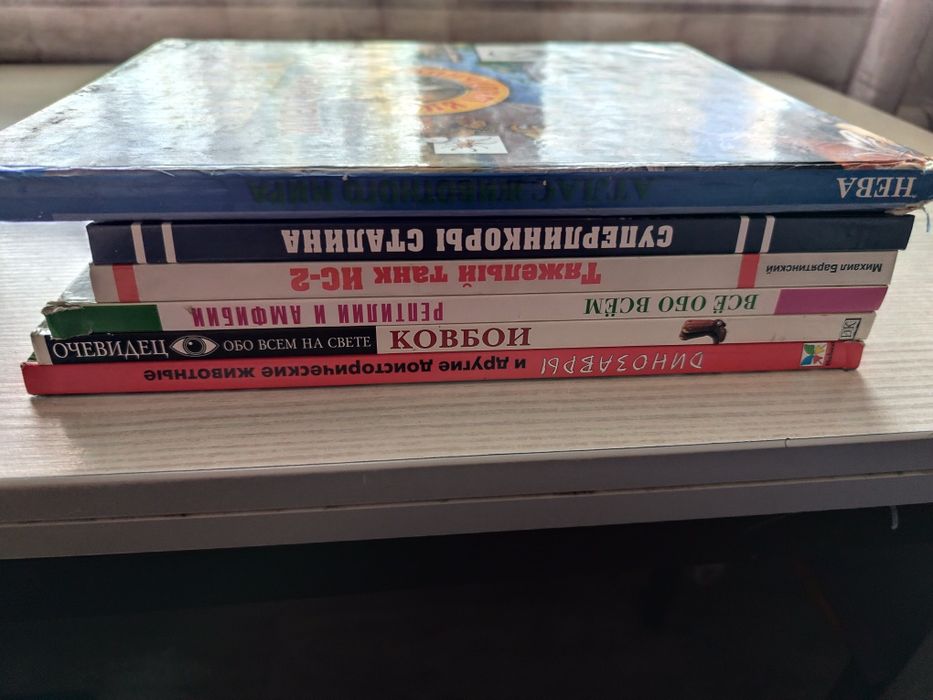 НЕВА АТЛАС ЖИВОТНОГО МИРА
СУПЕРЛИНКОРЫ СТАЛИНА
Михаил Барятинский Тяжелый танк ИС-2
ВСЁ ОБО ВСЁМ РЕПТИЛИИ И АМФИБИИ
ОЧЕВИДЕЦ ОБО ВСЕМ НА СВЕТЕ КОВБОИ DK
ДИНОЗАВРЫ и другие доисторические животные